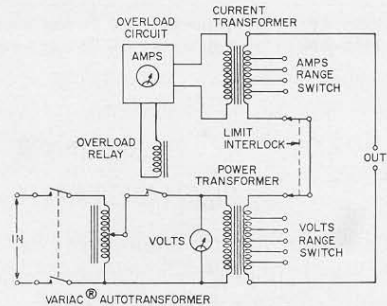 OVERLOAD
CIRCUIT
AMPS
CURRENT
TRANSFORMER
AMPS
RANGE
SWITCH
OVERLOAD
RELAY
LIMIT
INTERLOCK
OUT
POWER
TRANSFORMER
IN
VOLTS
VOLTS
RANGE
SWITCH
VARIAC® AUTOTRANSFORMER